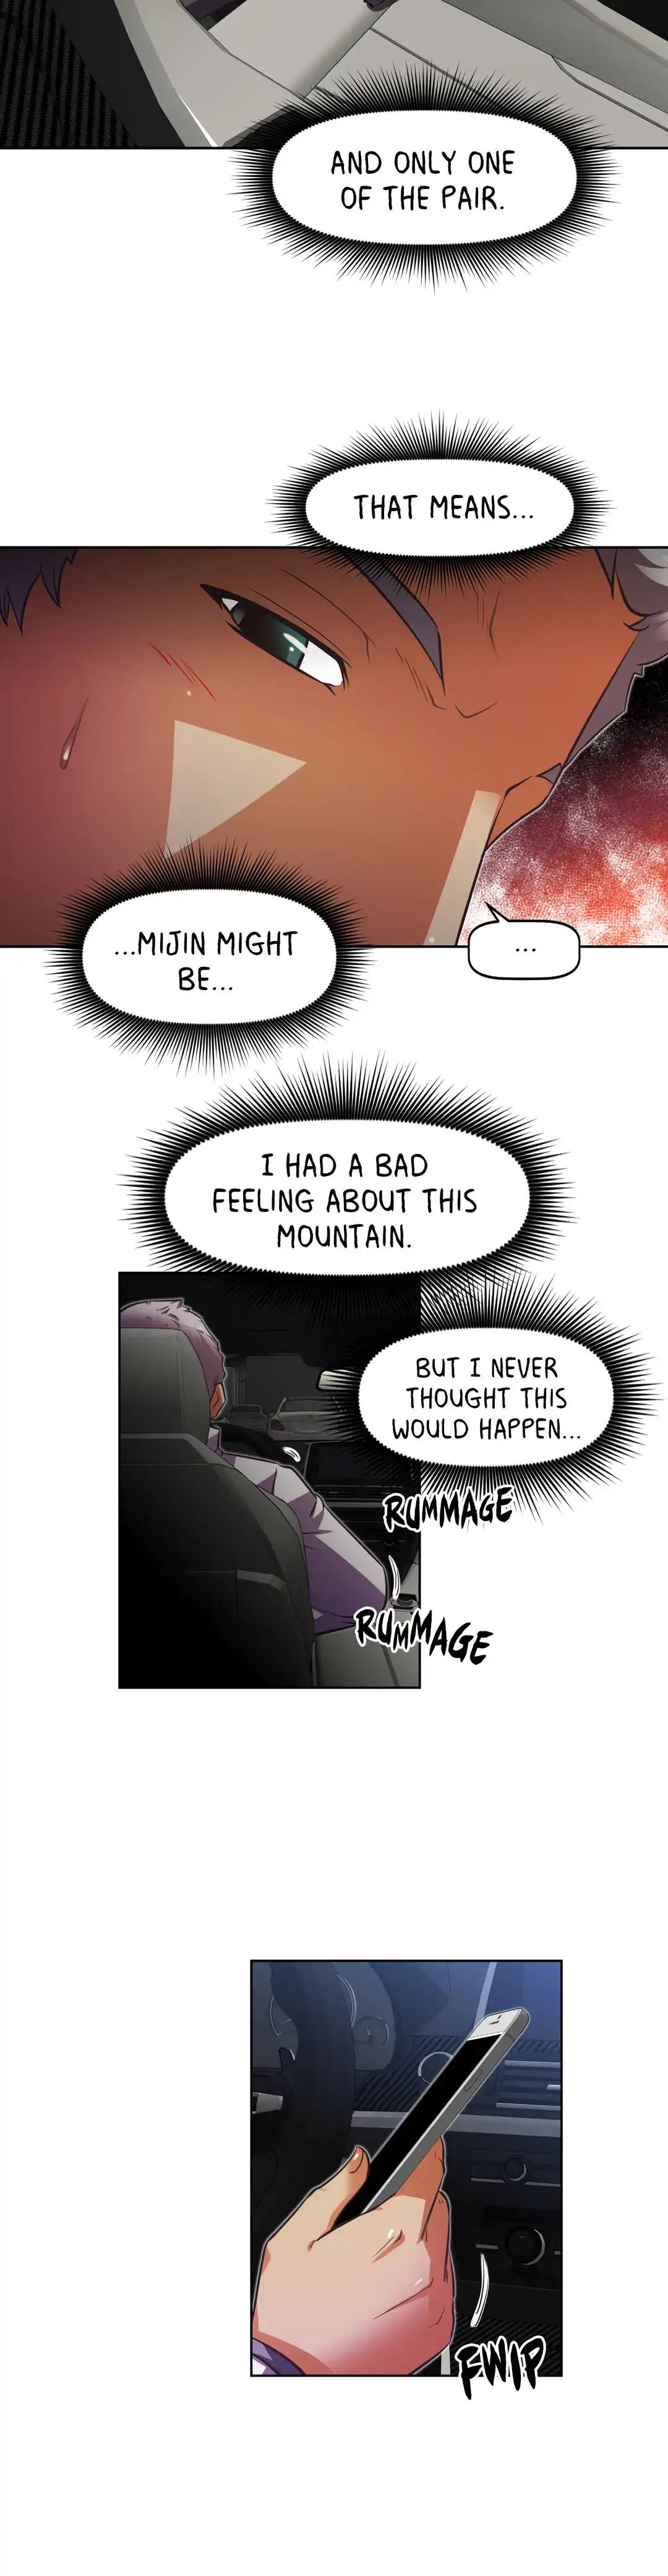 AND ONLY ONE
OF THE PAIR.
THAT MEANS...
...MIJIN MIGHT
BE...
...
I HAD A BAD
FEELING ABOUT THIS
MOUNTAIN.
BUT I NEVER
THOUGHT THIS
WOULD HAPPEN...
RUMMAGE
RUMMAGE
FWIP